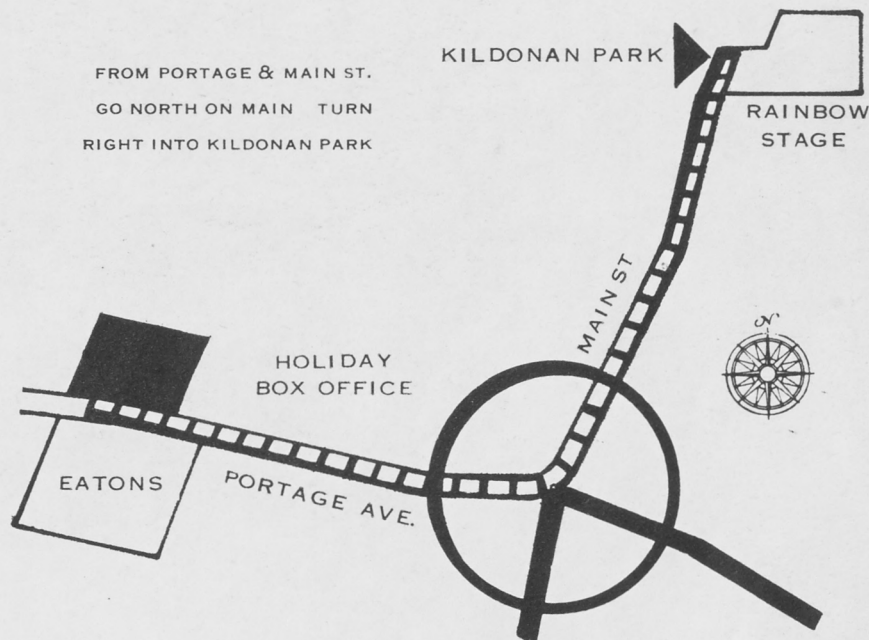 FROM PORTAGE & MAIN ST.
GO NORTH ON MAIN TURN
RIGHT INTO KILDONAN PARK
KILDONAN PARK
RAINBOW
STAGE
MAIN ST
N
HOLIDAY
BOX OFFICE
EATONS
PORTAGE AVE.